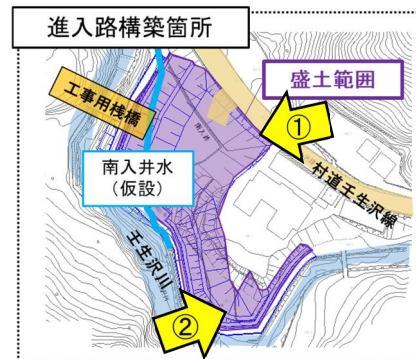 進入路構築箇所
盛土範囲
工事用桟橋
①
南入井水
(仮設)
村道壬生沢線
壬生沢川
②